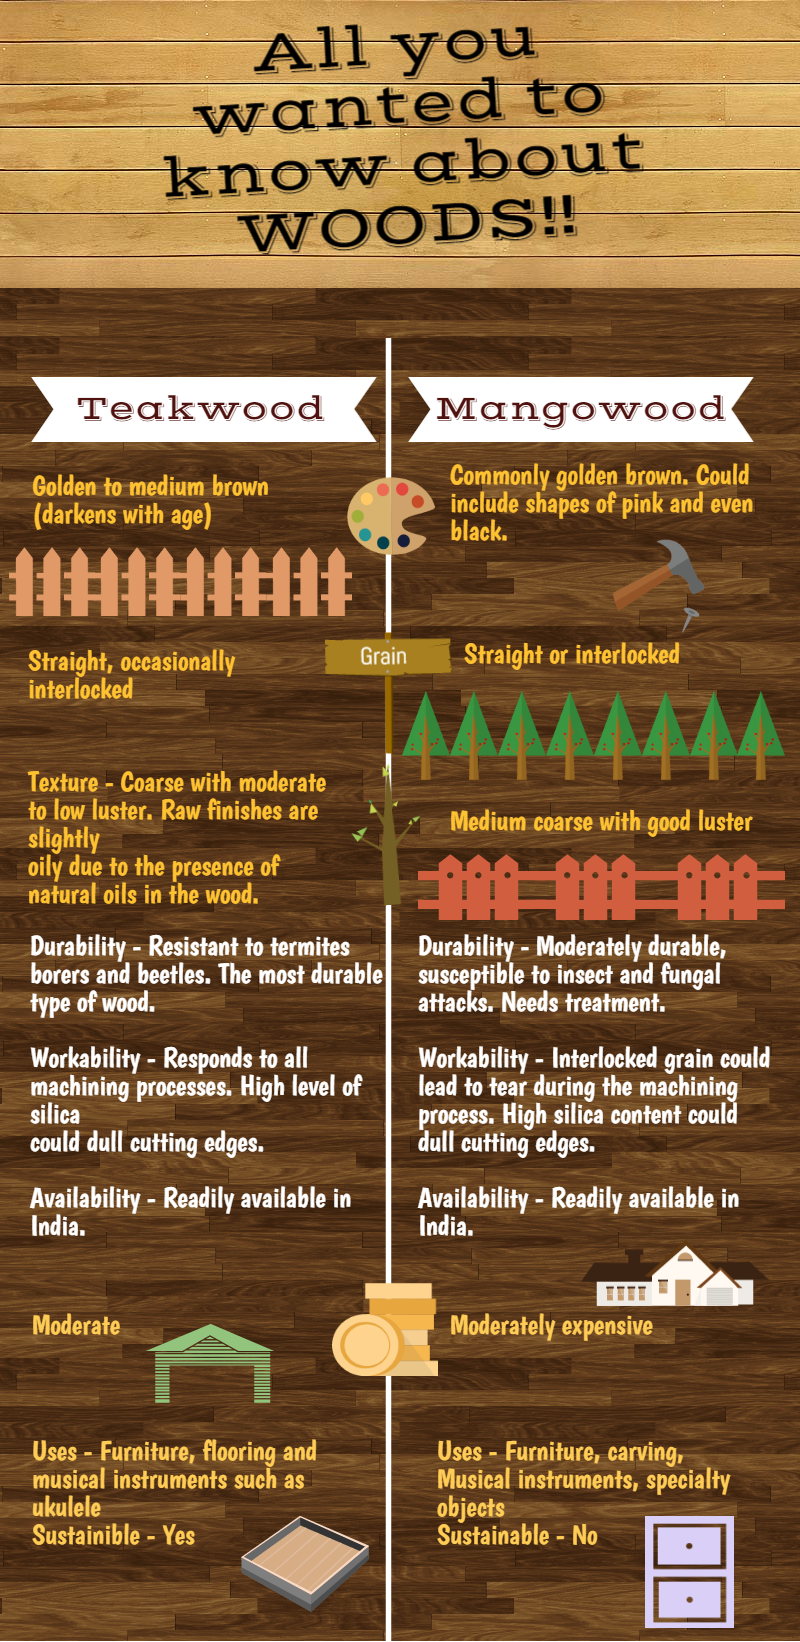 All you
wanted to
know about
WOODS!!
Teakwood
Mangowood
Golden to medium brown
(darkens with age)
Commonly golden brown. Could
include shapes of pink and even
black.
Grain
Straight, occasionally
interlocked
Straight or interlocked
Texture - Coarse with moderate
to low luster. Raw finishes are
slightly
oily due to the presence of
natural oils in the wood.
Medium coarse with good luster
Durability - Resistant to termites
borers and beetles. The most durable
type of wood.
Workability - Responds to all
machining processes. High level of
silica
could dull cutting edges.
Availability - Readily available in
India.
Durability - Moderately durable,
susceptible to insect and fungal
attacks. Needs treatment.
Workability - Interlocked grain could
lead to tear during the machining
process. High silica content could
dull cutting edges.
Availability - Readily available in
India.
Moderate
Moderately expensive
Uses - Furniture, flooring and
musical instruments such as
ukulele
Sustainible - Yes
Uses - Furniture, carving,
Musical instruments, specialty
objects
Sustainable - No